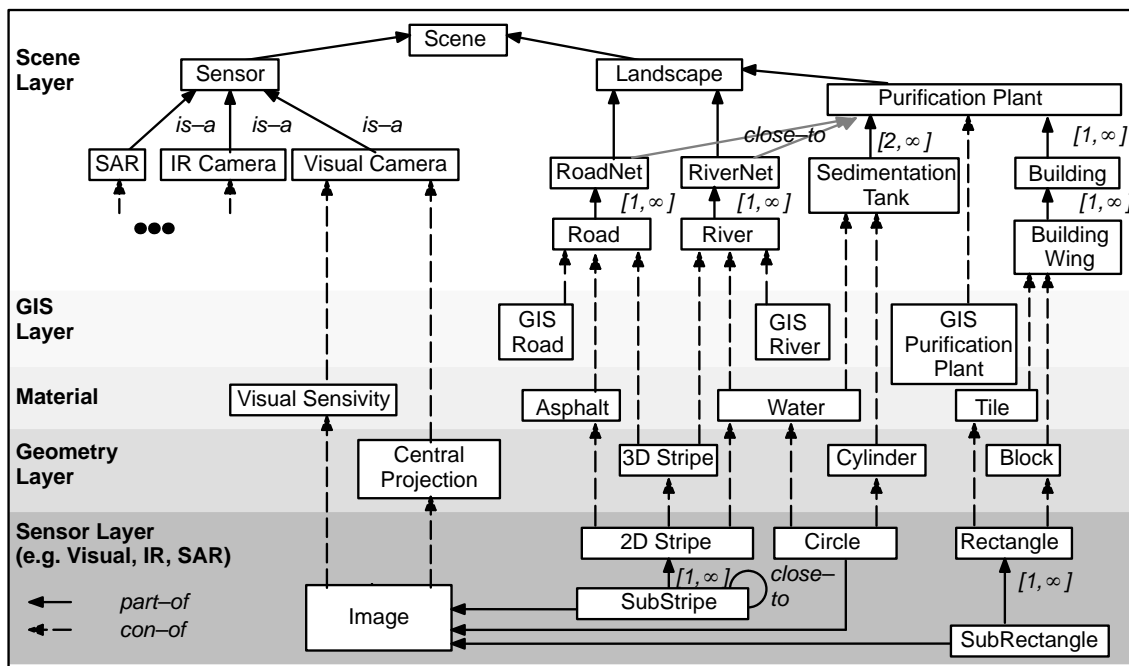 Scene
Scene
Layer
Sensor
Landscape
Purification Plant
is–a
is–a
is–a
close–to
[2,∞]
[1,∞]
SAR
IR Camera
Visual Camera
RoadNet
RiverNet
Sedimentation
Tank
Building
[1,∞]
[1,∞]
[1,∞]
Road
River
Building
Wing
GIS
Layer
GIS
Road
GIS
River
GIS
Purification
Plant
Material
Visual Sensivity
Asphalt
Water
Tile
Geometry
Layer
Central
Projection
3D Stripe
Cylinder
Block
Sensor Layer
(e.g. Visual, IR, SAR)
2D Stripe
Circle
Rectangle
[1,∞]
close–
to
[1,∞]
part–of
con–of
Image
SubStripe
SubRectangle